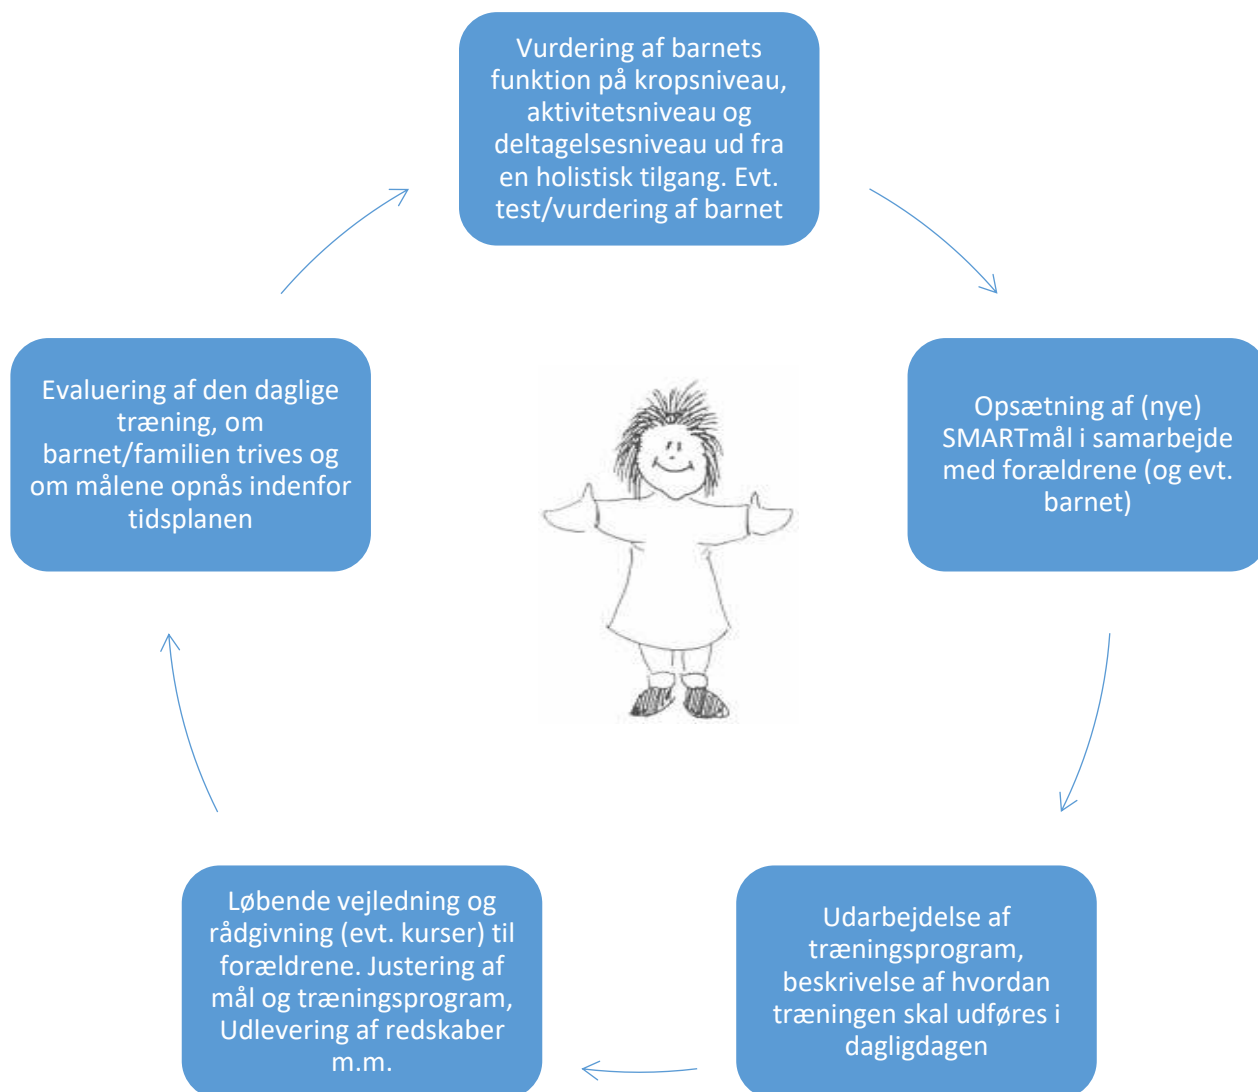 Vurdering af barnets
funktion på kropsniveau,
aktivitetsniveau og
deltagelsesniveau ud fra
en holistisk tilgang. Evt.
test/vurdering af barnet
Opsætning af (nye)
SMARTmål i samarbejde
med forældrene (og evt.
barnet)
Udarbejdelse af
træningsprogram,
beskrivelse af hvordan
træningen skal udføres i
dagligdagen
Løbende vejledning og
rådgivning (evt. kurser) til
forældrene. Justering af
mål og træningsprogram,
Udlevering af redskaber
m.m.
Evaluering af den daglige
træning, om
barnet/familien trives og
om målene opnås indenfor
tidsplanen